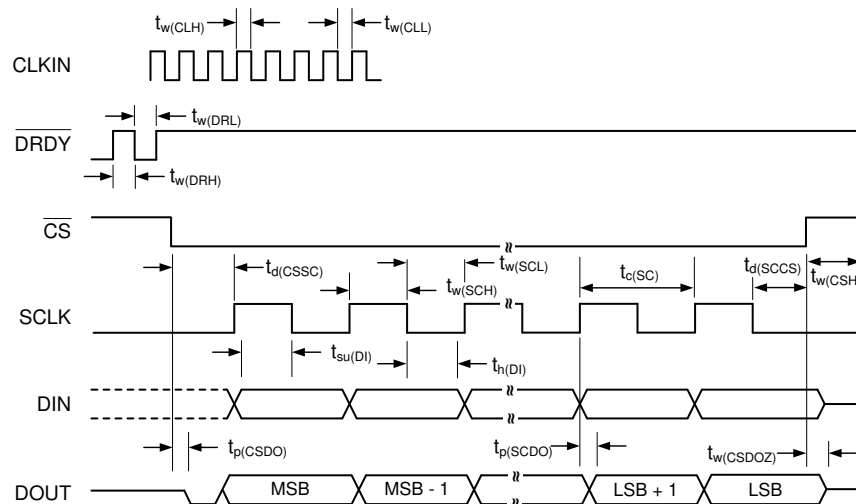 tw(CLH)
tw(CLL)
CLKIN
tw(DRL)
DRDY
tw(DRH)
CS
td(CSSC)
tw(SCL)
tc(SC)
td(SCCS)
tw(SCH)
tw(CSH
SCLK
tsu(DI)
th(DI)
DIN
tp(CSDO)
tp(SCDO)
tw(CSDOZ)
DOUT
MSB
MSB - 1
LSB + 1
LSB